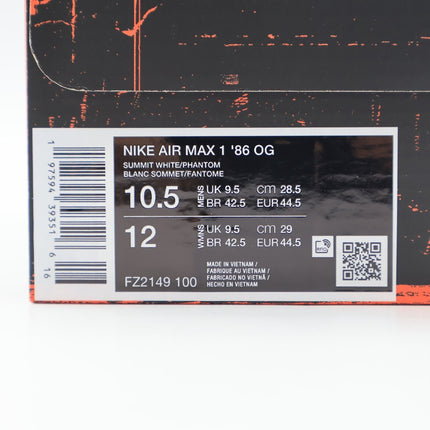 NIKE AIR MAX 1 '86 OG
SUMMIT WHITE/PHANTOM
BLANC SOMMET/FANTOME
10.5 MENS UK 9.5 CM 28.5
BR 42.5 EUR 44.5
12 WMNS UK 9.5 CM 29
BR 42.5 EUR 44.5
MADE IN VIETNAM/
FABRIQUÉ AU VIETNAM/
FABRICADO NO VIETNÃ/
HECHO EN VIETNAM
FZ2149 100
1 97594 39351 6 16